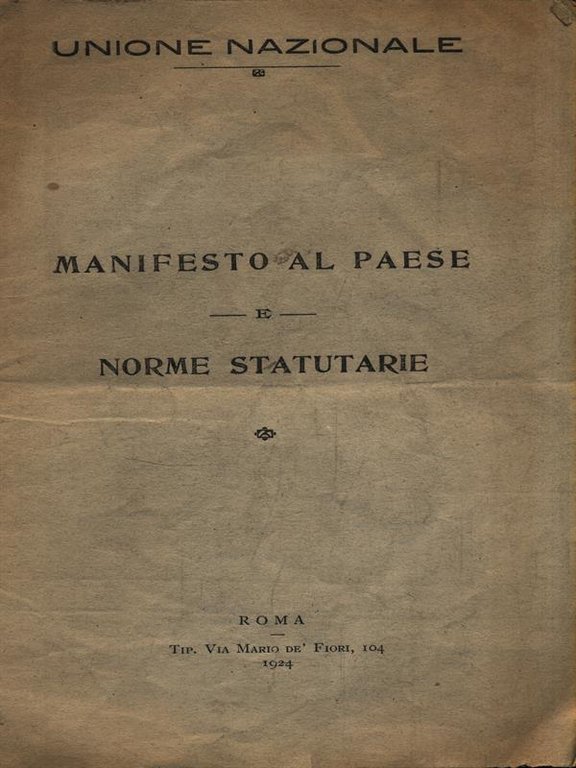 UNIONE NAZIONALE
MANIFESTO AL PAESE
— E —
NORME STATUTARIE
ROMA
TIP. VIA MARIO DE' FIORI, 104
1924